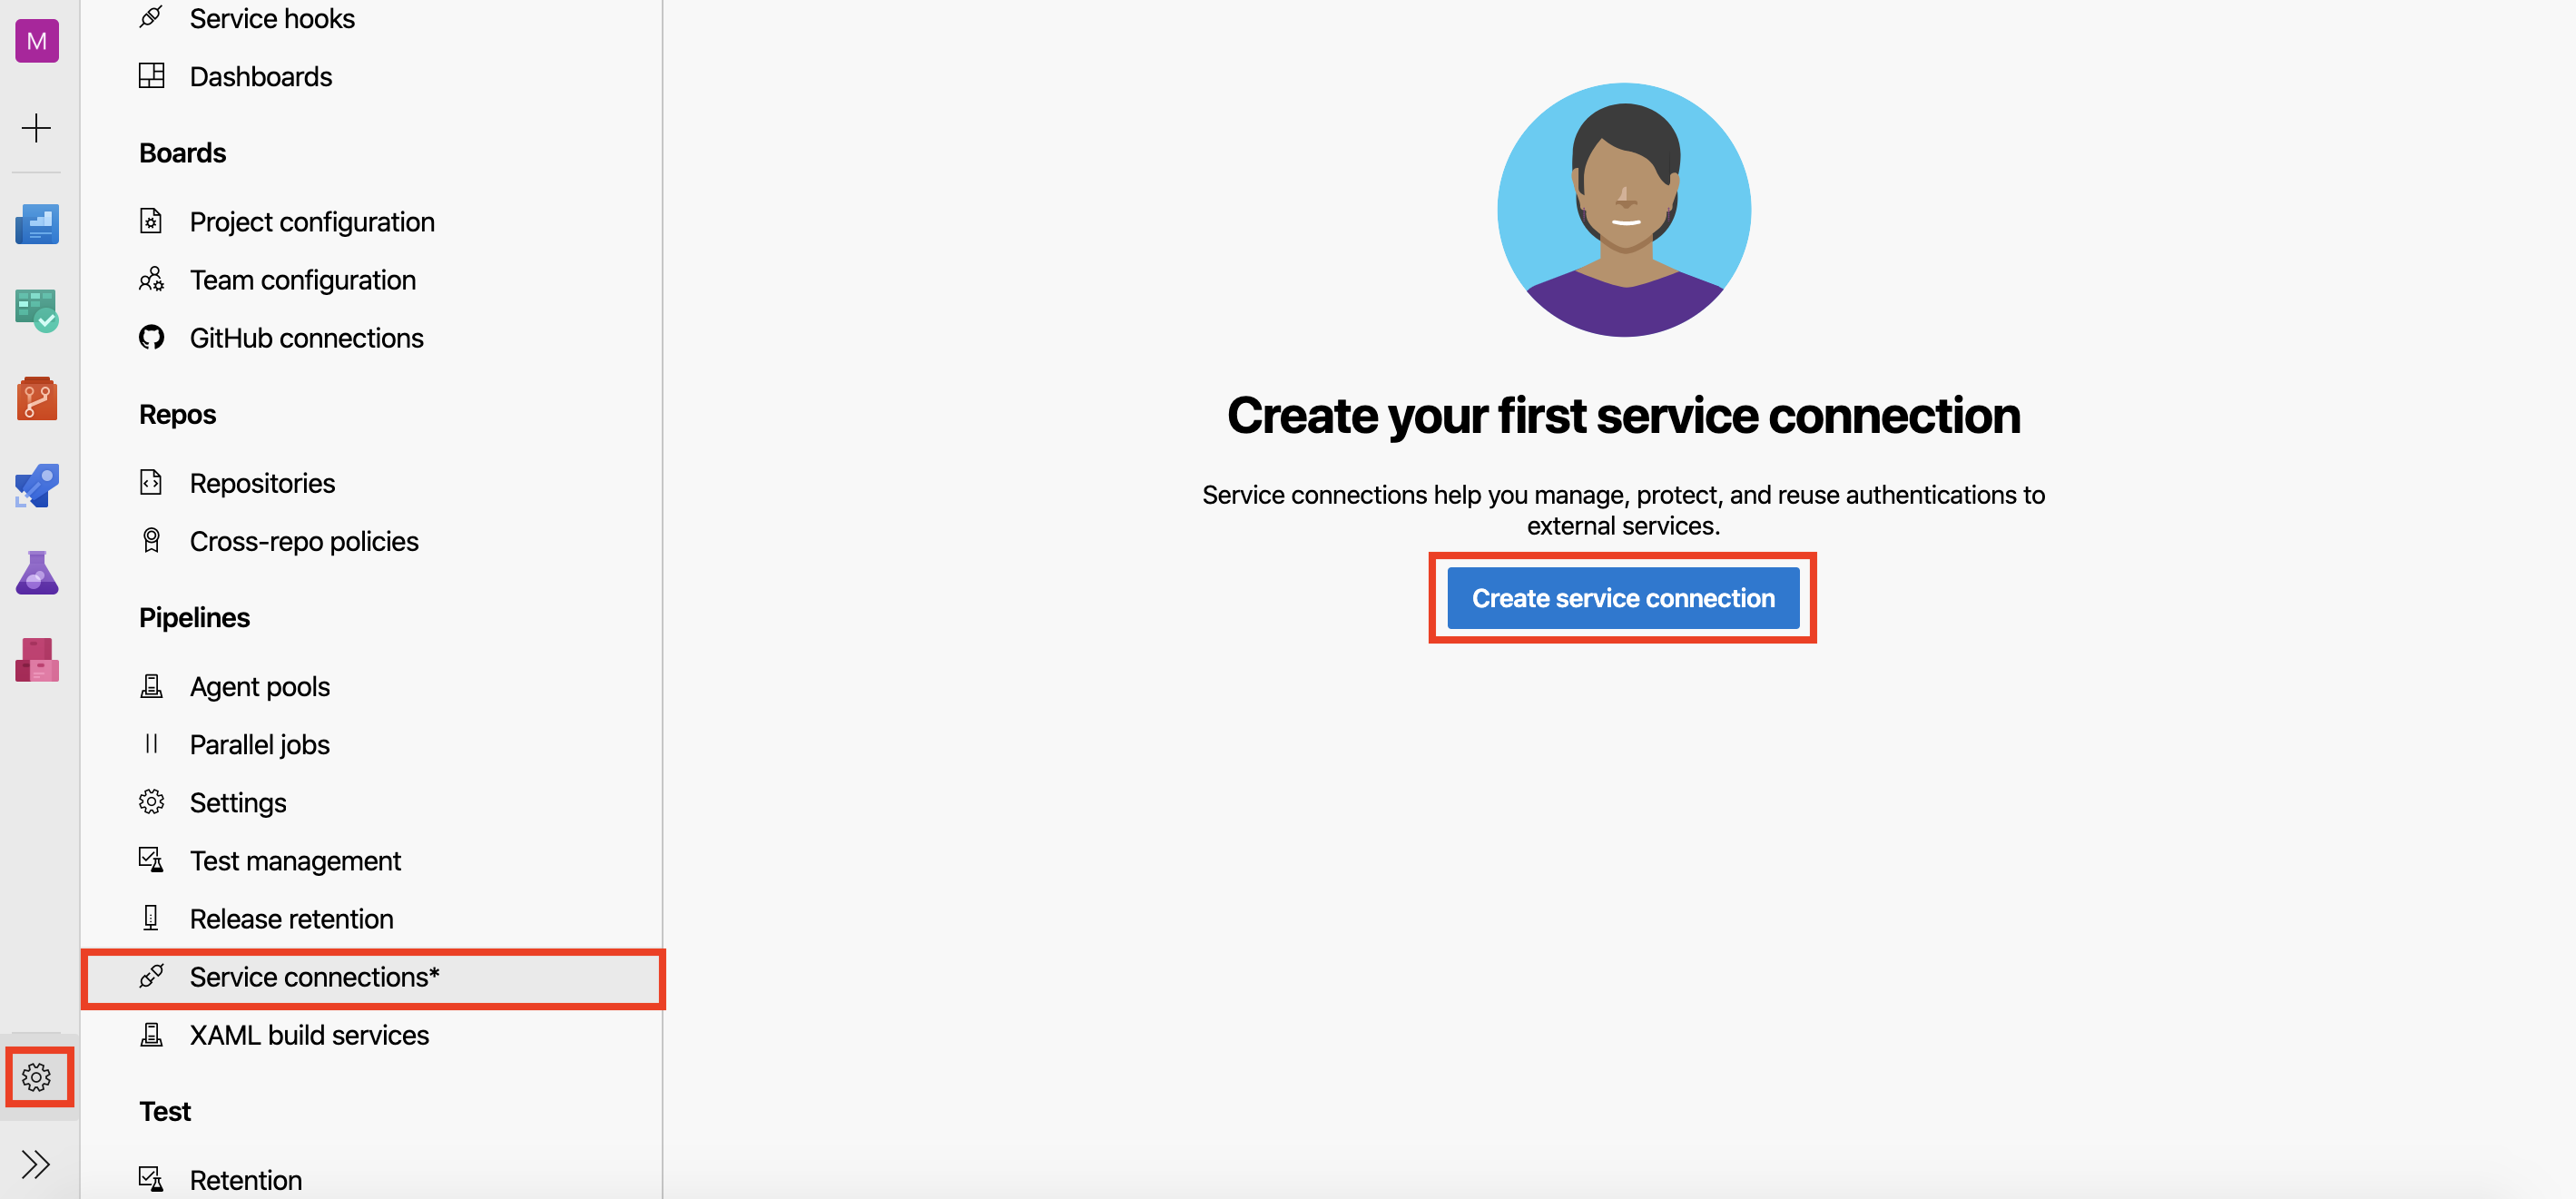 M
Service hooks
Dashboards
Boards
Project configuration
Team configuration
GitHub connections
Repos
Repositories
Cross-repo policies
Pipelines
Agent pools
Parallel jobs
Settings
Test management
Release retention
Service connections*
XAML build services
Test
Retention
Create your first service connection
Service connections help you manage, protect, and reuse authentications to
external services.
Create service connection